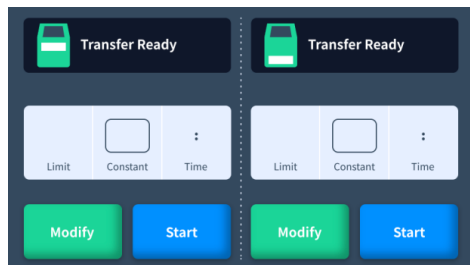 Transfer Ready
Transfer Ready
:
:
Limit Constant Time
Limit Constant Time
Modify Start
Modify Start